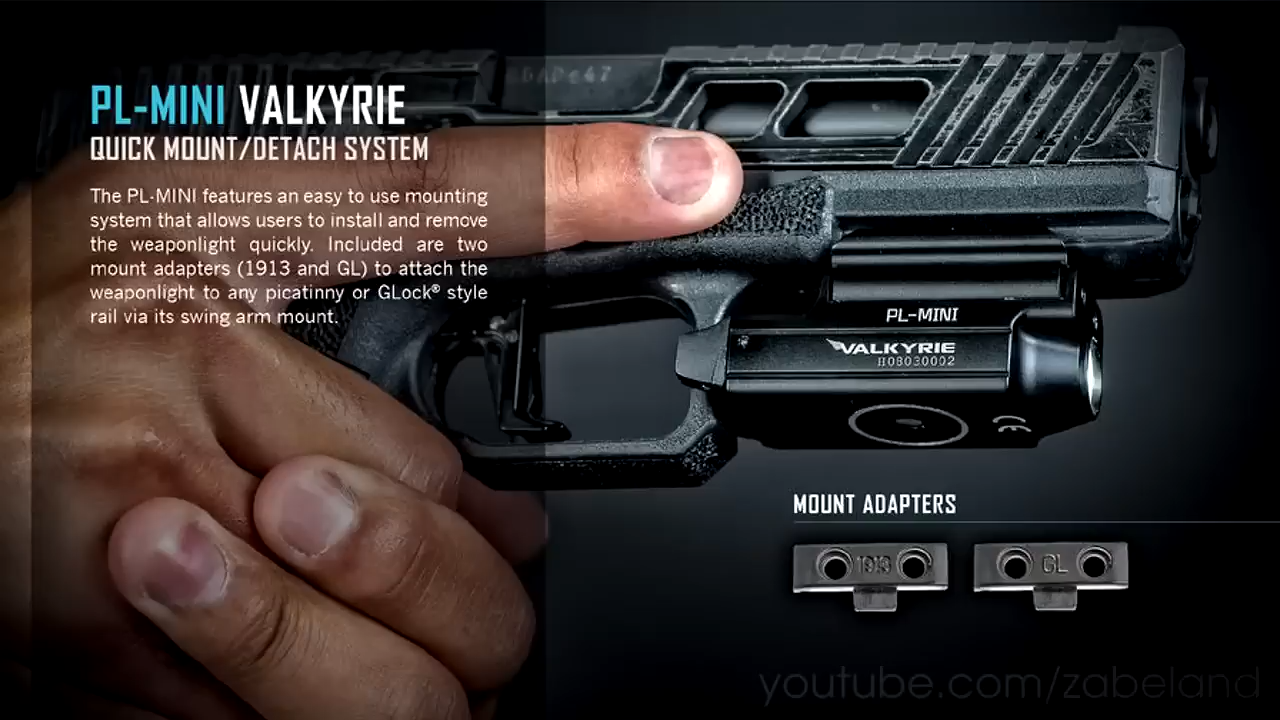 PL-MINI VALKYRIE
QUICK MOUNT/DETACH SYSTEM
The PL-MINI features an easy to use mounting
system that allows users to install and remove
the weaponlight quickly. Included are two
mount adapters (1913 and GL) to attach the
weaponlight to any picatinny or GLock® style
rail via its swing arm mount.
PL-MINI
VALKYRIE
B08030002
CE
MOUNT ADAPTERS
1913
GL
youtube.com/zabeland